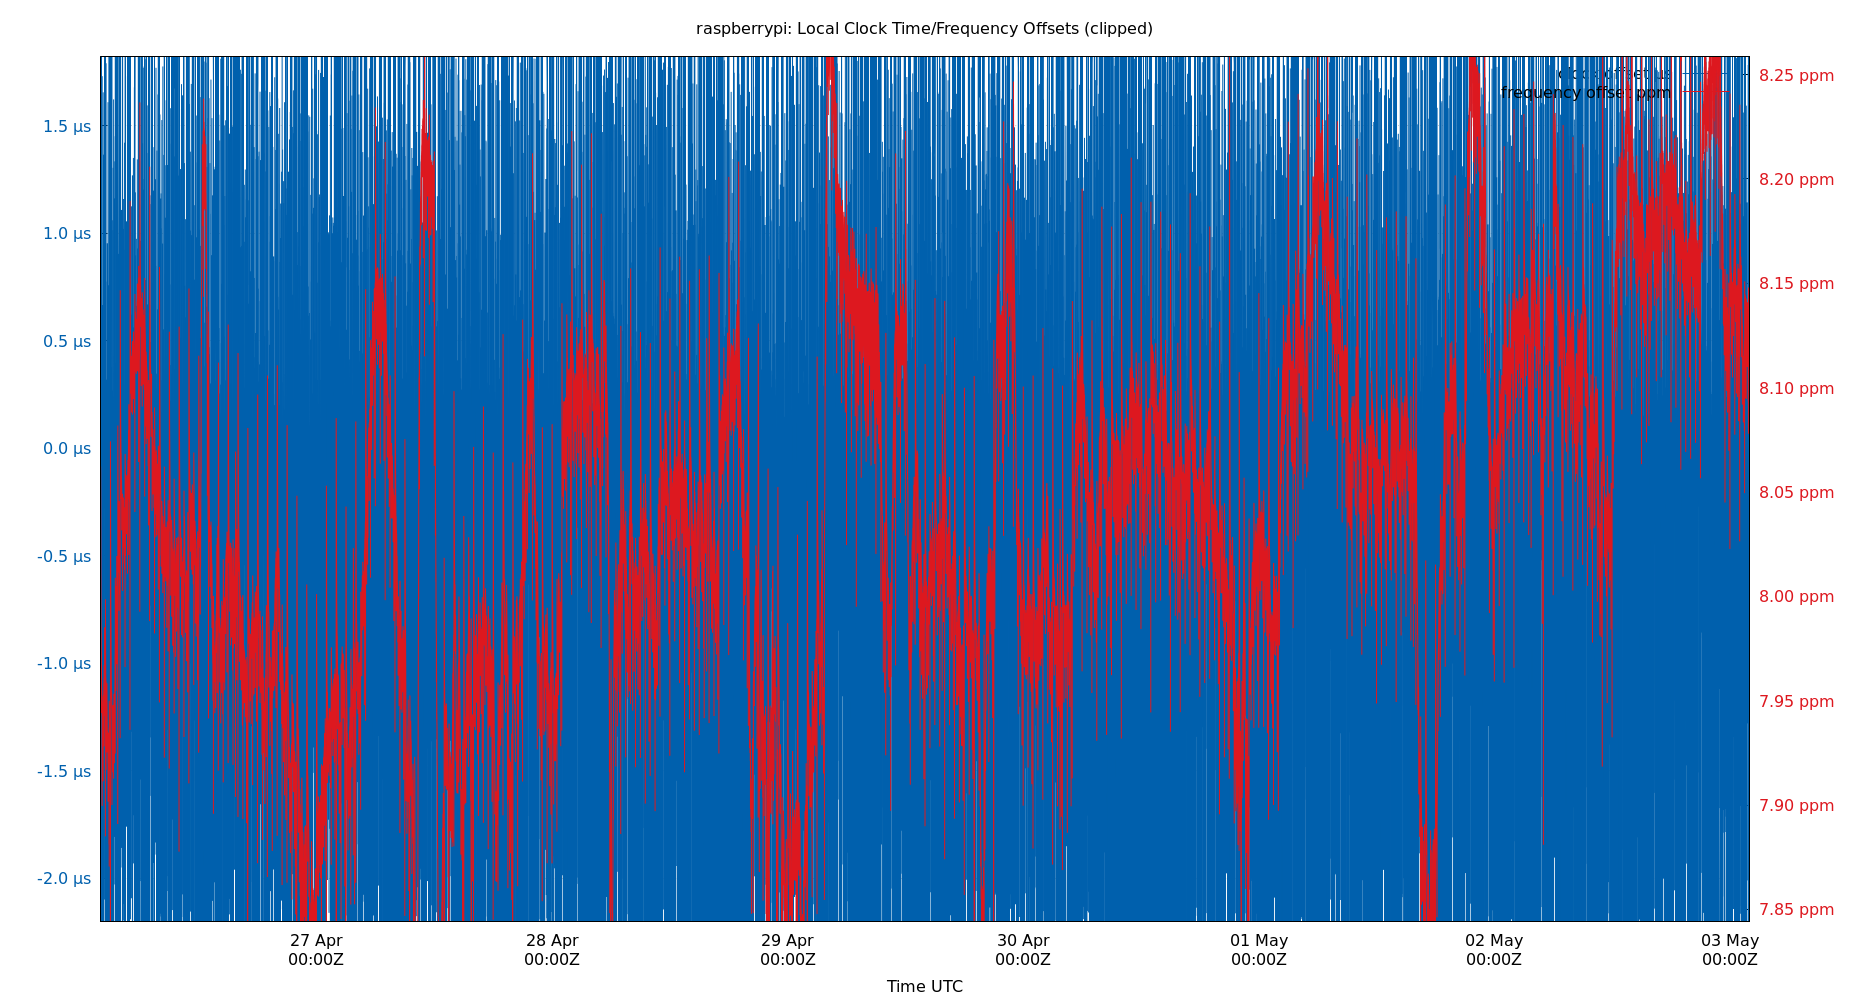 raspberrypi: Local Clock Time/Frequency Offsets (clipped)
clock offset µs
frequency offset ppm
1.5 µs
1.0 µs
0.5 µs
0.0 µs
-0.5 µs
-1.0 µs
-1.5 µs
-2.0 µs
8.25 ppm
8.20 ppm
8.15 ppm
8.10 ppm
8.05 ppm
8.00 ppm
7.95 ppm
7.90 ppm
7.85 ppm
27 Apr 28 Apr 29 Apr 30 Apr 01 May 02 May 03 May
00:00Z 00:00Z 00:00Z 00:00Z 00:00Z 00:00Z 00:00Z
Time UTC